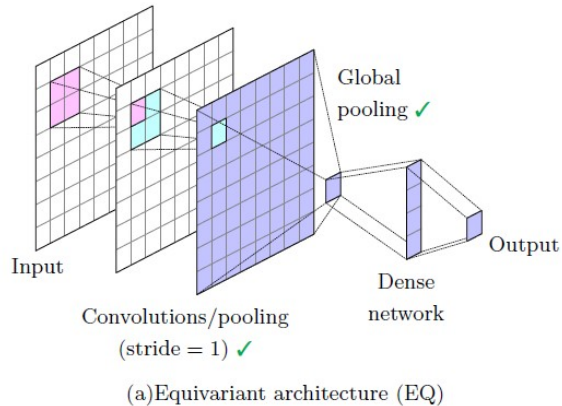 Global
pooling ✓
Input
Output
Dense
network
Convolutions/pooling
(stride = 1) ✓
(a)Equivariant architecture (EQ)